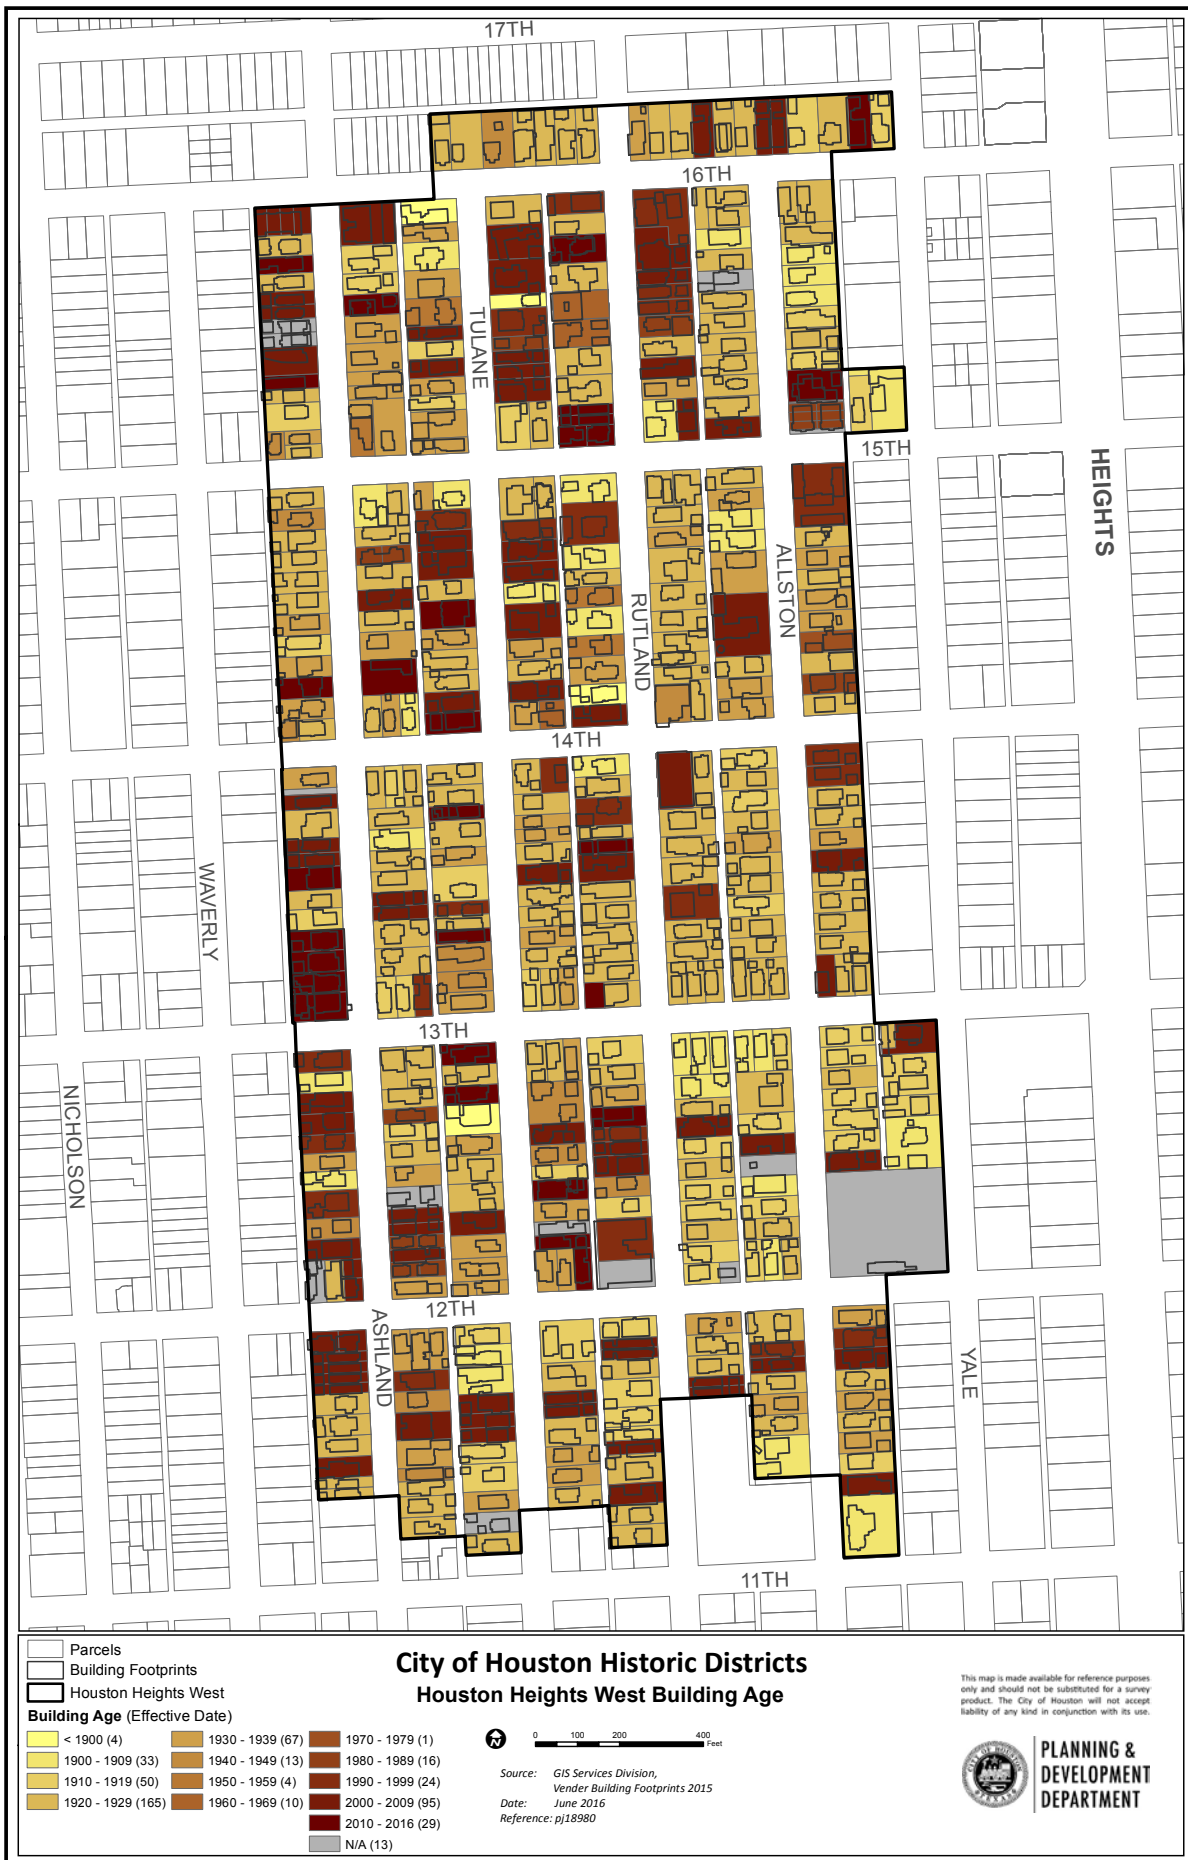 17TH
16TH
TULANE
15TH
HEIGHTS
ALLSTON
RUTLAND
14TH
WAVERLY
13TH
NICHOLSON
12TH
ASHLAND
YALE
11TH
Parcels
Building Footprints
Houston Heights West
Building Age (Effective Date)
< 1900 (4)
1900 - 1909 (33)
1910 - 1919 (50)
1920 - 1929 (165)
1930 - 1939 (67)
1940 - 1949 (13)
1950 - 1959 (4)
1960 - 1969 (10)
1970 - 1979 (1)
1980 - 1989 (16)
1990 - 1999 (24)
2000 - 2009 (95)
2010 - 2016 (29)
N/A (13)
City of Houston Historic Districts
Houston Heights West Building Age
N
0 100 200 400
Feet
Source: GIS Services Division,
Vender Building Footprints 2015
Date: June 2016
Reference: pj18980
This map is made available for reference purposes
only and should not be substituted for a survey
product. The City of Houston will not accept
liability of any kind in conjunction with its use.
CITY OF HOUSTON
TEXAS
PLANNING &
DEVELOPMENT
DEPARTMENT